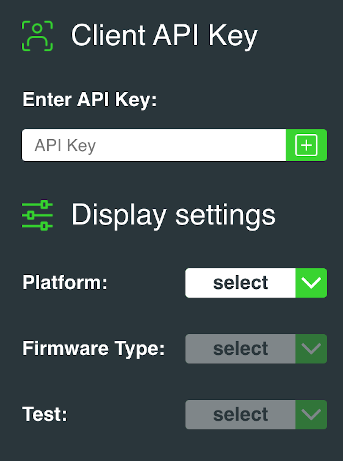 Client API Key
Enter API Key:
API Key
Display settings
Platform: select
Firmware Type: select
Test: select